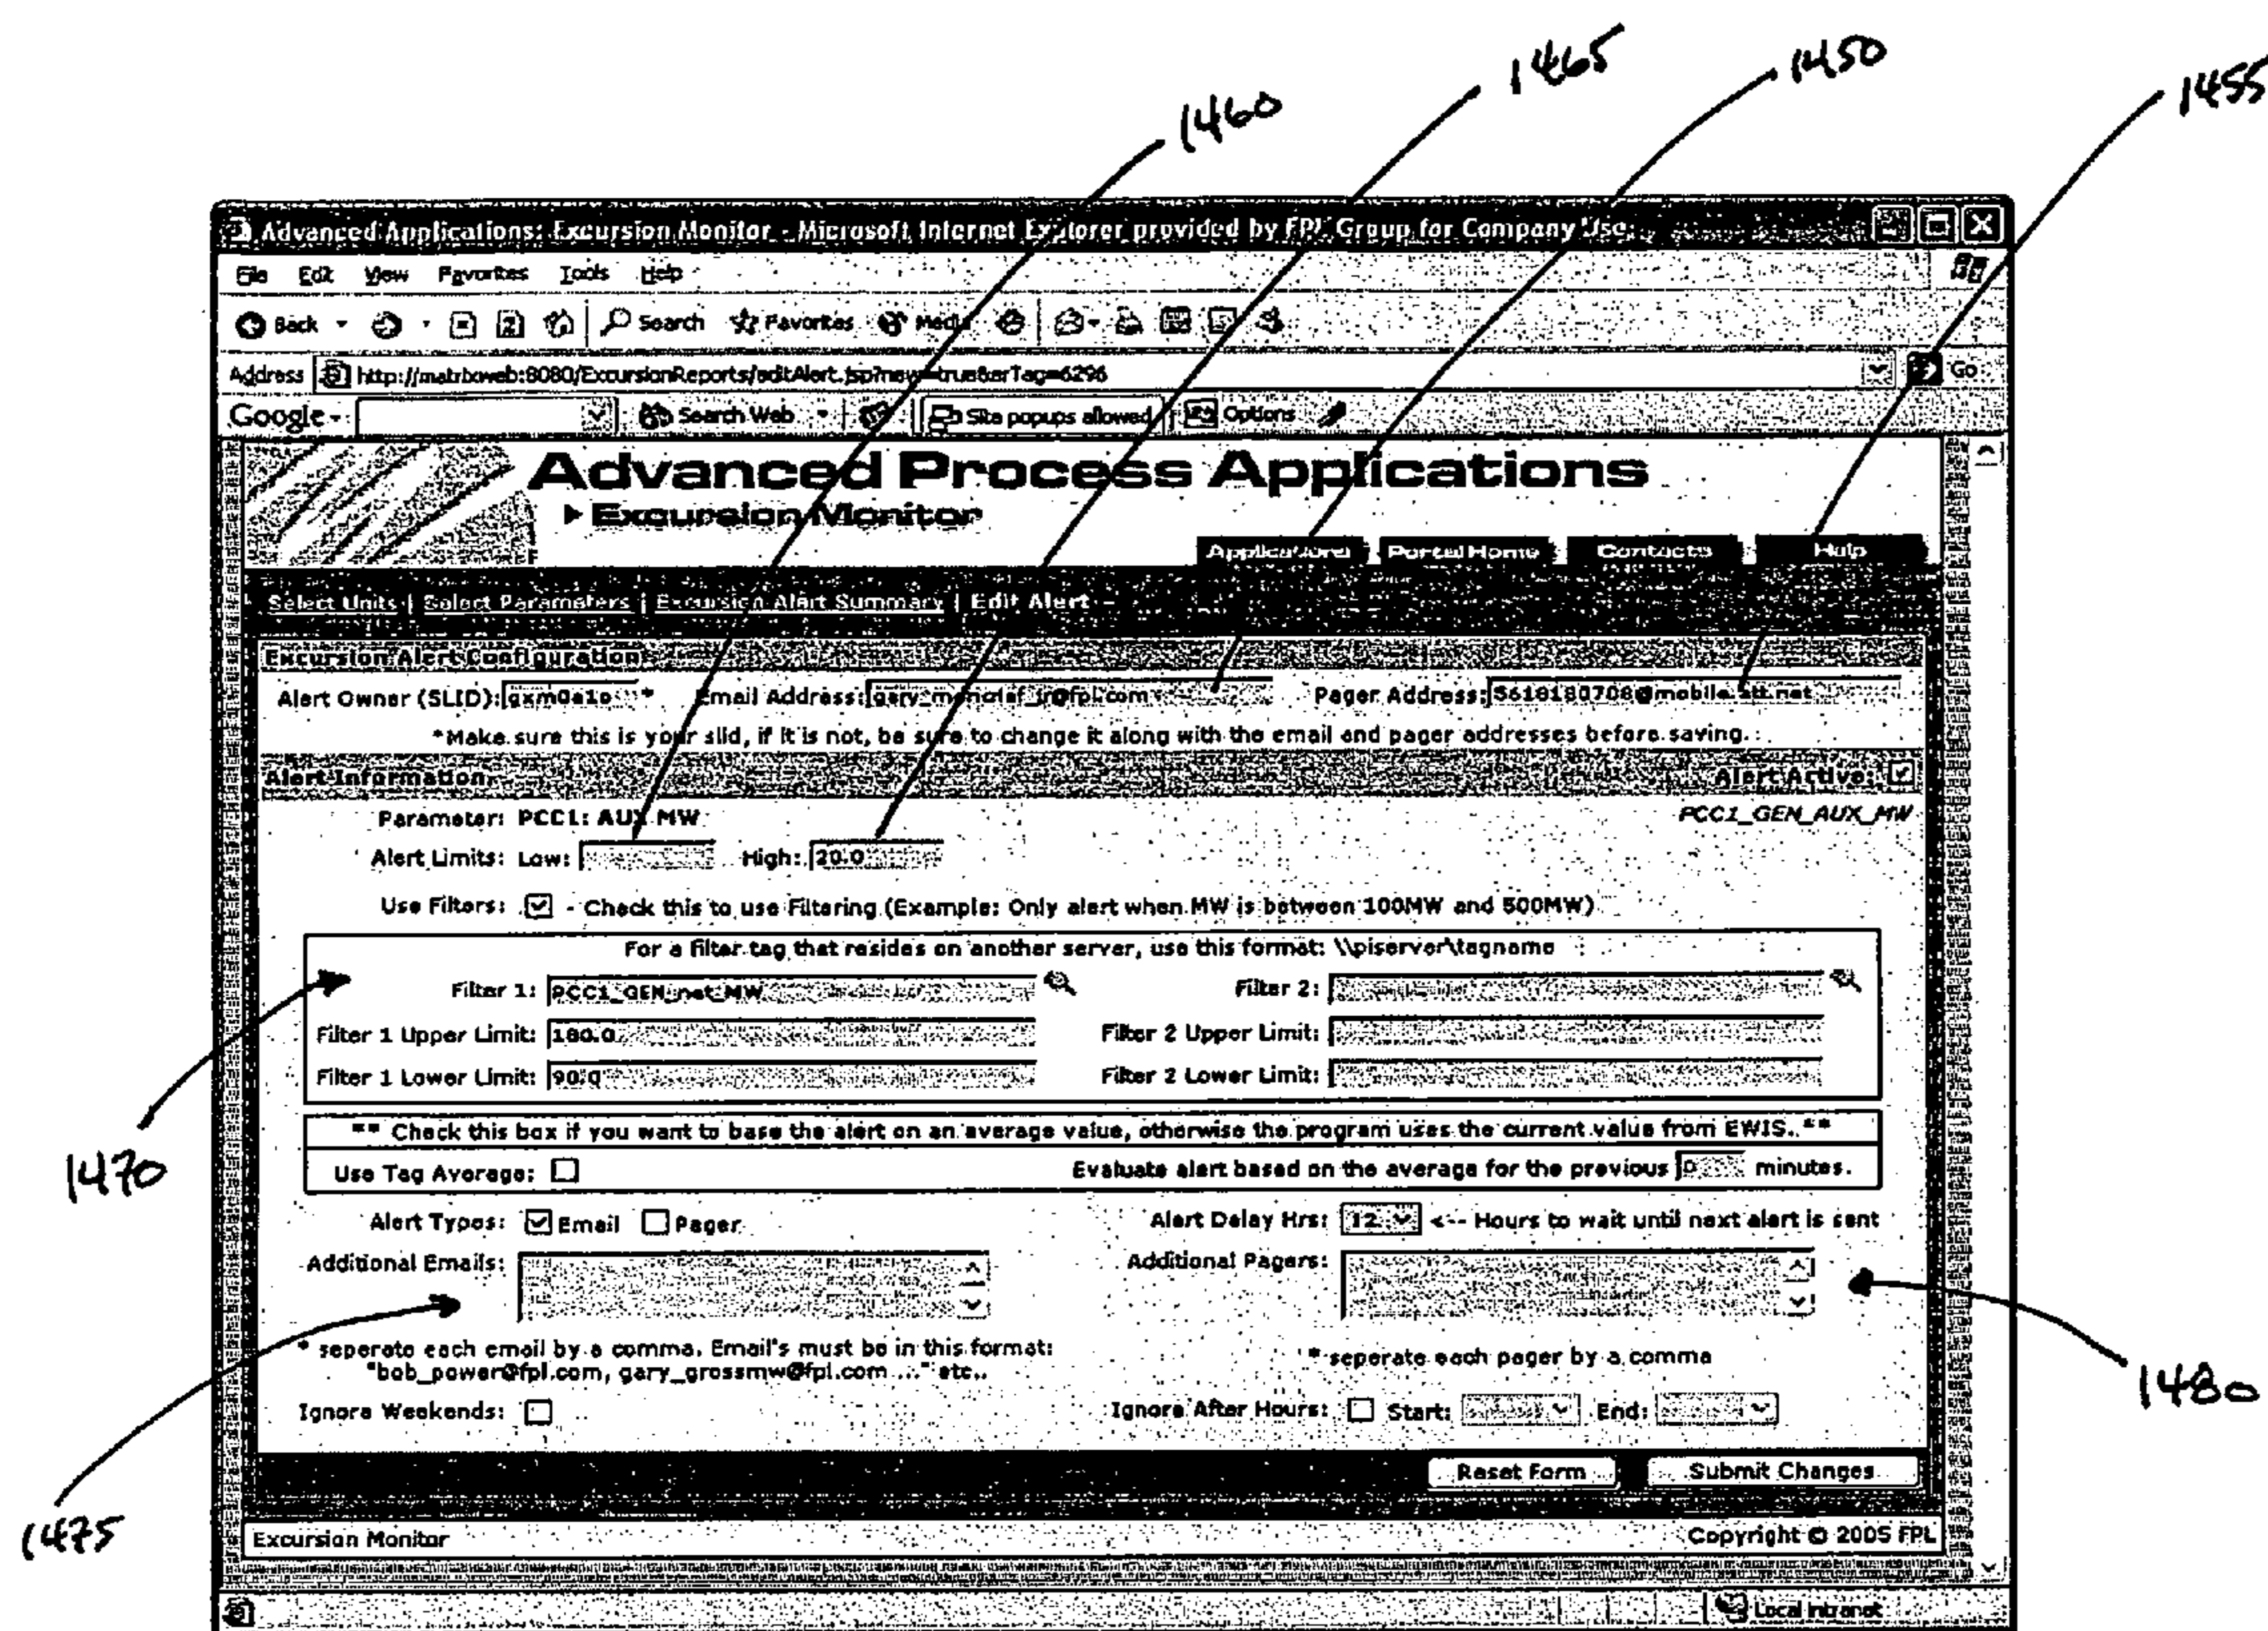 1460 1465 1450 1455
Advanced Applications: Excursion Monitor - Microsoft Internet Explorer provided by FPL Group for Company Use
File Edit View Favorites Tools Help
Back Search Favorites Media
Address http://matrixweb:8080/ExcursionReports/editAlert.jsp?new=true&erTag=6296 Go
Google Search Web Site popups allowed Options
Advanced Process Applications
Excursion Monitor
Applications Portal Home Contacts Help
Select Units | Select Parameters | Excursion Alert Summary | Edit Alert
Excursion Alert Configuration
Alert Owner (SLID): * Email Address: Pager Address: 5618180708@mobile.att.net
*Make sure this is your slid, if it is not, be sure to change it along with the email and pager addresses before saving.
Alert Information Alert Active:
Parameter: PCC1: AUX MW PCC1_GEN_AUX_MW
Alert Limits: Low: High: 20.0
Use Filters: - Check this to use Filtering (Example: Only alert when MW is between 100MW and 500MW)
For a filter tag that resides on another server, use this format: \\piserver\tagname
Filter 1: PCC1_GEN_net_MW Filter 2:
Filter 1 Upper Limit: 180.0 Filter 2 Upper Limit:
Filter 1 Lower Limit: 90.0 Filter 2 Lower Limit:
1470
** Check this box if you want to base the alert on an average value, otherwise the program uses the current value from EWIS. **
Use Tag Average: Evaluate alert based on the average for the previous 0 minutes.
Alert Types: Email Pager Alert Delay Hrs: 12 <-- Hours to wait until next alert is sent
Additional Emails: Additional Pagers:
* seperate each email by a comma. Email's must be in this format:
"bob_power@fpl.com, gary_grossmw@fpl.com ..." etc..
* seperate each pager by a comma
1480
Ignore Weekends: Ignore After Hours: Start: End:
Reset Form Submit Changes
1475
Excursion Monitor Copyright © 2005 FPL
Local intranet